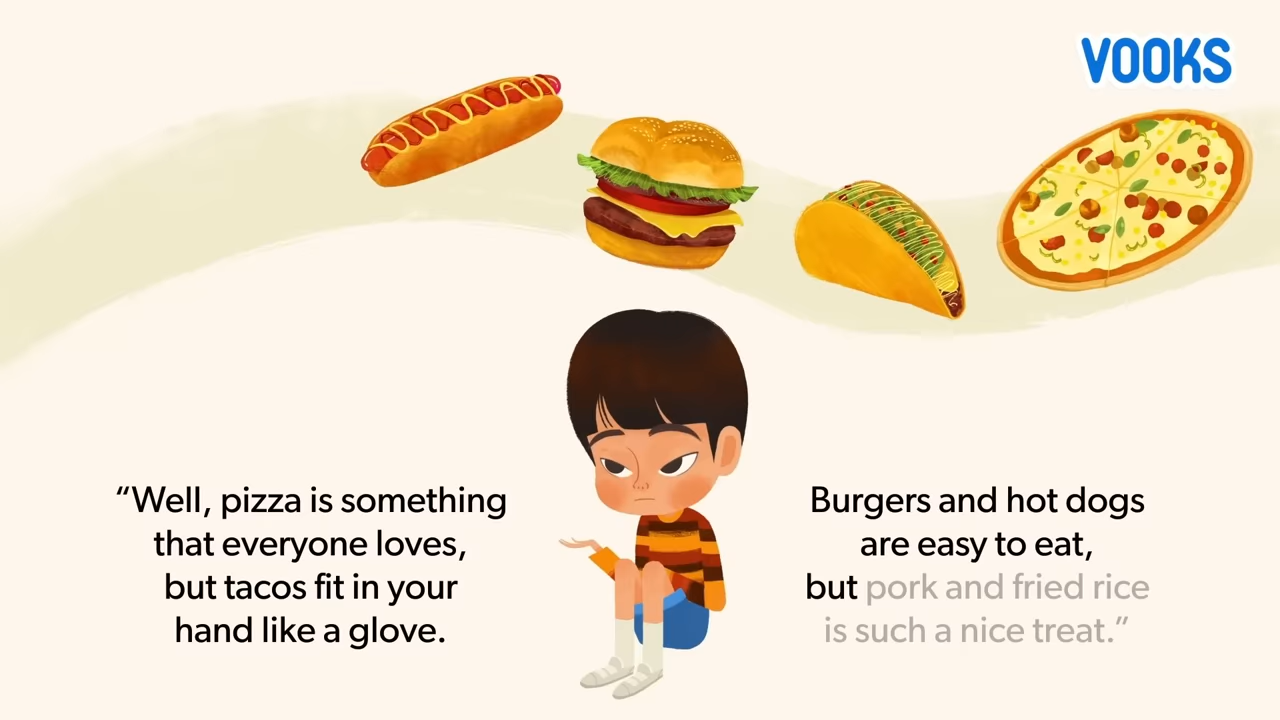 VOOKS
“Well, pizza is something
that everyone loves,
but tacos fit in your
hand like a glove.
Burgers and hot dogs
are easy to eat,
but pork and fried rice
is such a nice treat.”